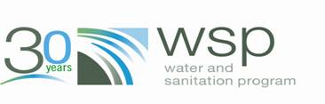 30
years
wsp
water and
sanitation program